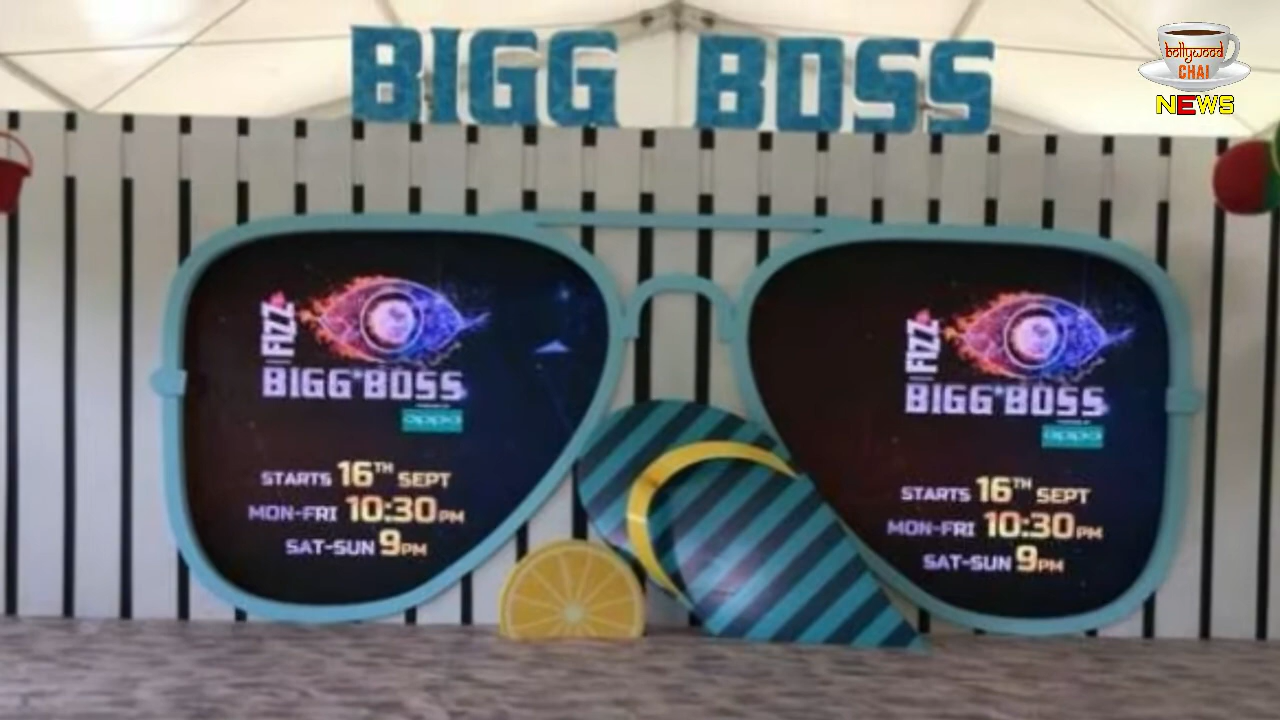 BIGG BOSS
bollywood
CHAI
NEWS
FIZZ
BIGG BOSS
oppo
STARTS 16TH SEPT
MON-FRI 10:30PM
SAT-SUN 9PM
FIZZ
BIGG BOSS
oppo
STARTS 16TH SEPT
MON-FRI 10:30PM
SAT-SUN 9PM